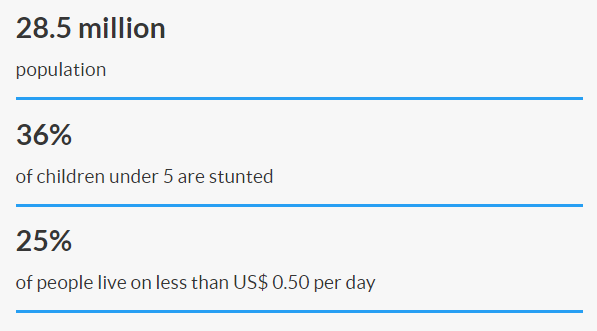 28.5 million
population
36%
of children under 5 are stunted
25%
of people live on less than US$ 0.50 per day